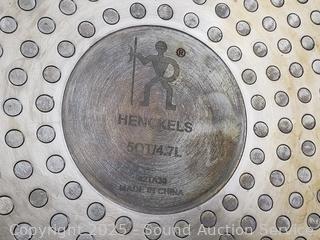 ®
HENCKELS
5QT/4.7L
MADE IN CHINA
Copyright 2025 - Sound Auction Service